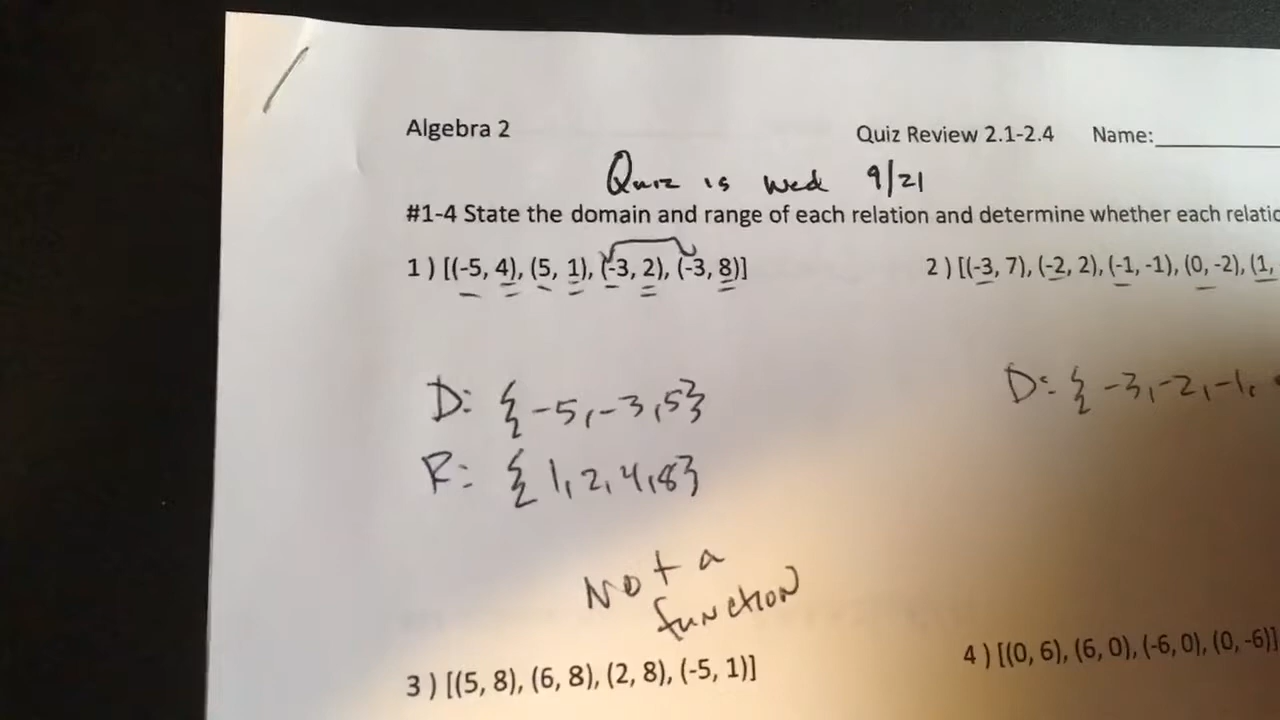 Algebra 2 Quiz Review 2.1-2.4 Name:
Quiz is Wed 9/21
#1-4 State the domain and range of each relation and determine whether each relatio
1 ) [(-5, 4), (5, 1), (-3, 2), (-3, 8)]
2 ) [(-3, 7), (-2, 2), (-1, -1), (0, -2), (1,
D: {-5, -3, 5}
R: {1, 2, 4, 8}
D: {-3, -2, -1,
Not a
function
3 ) [(5, 8), (6, 8), (2, 8), (-5, 1)]
4 ) [(0, 6), (6, 0), (-6, 0), (0, -6)]